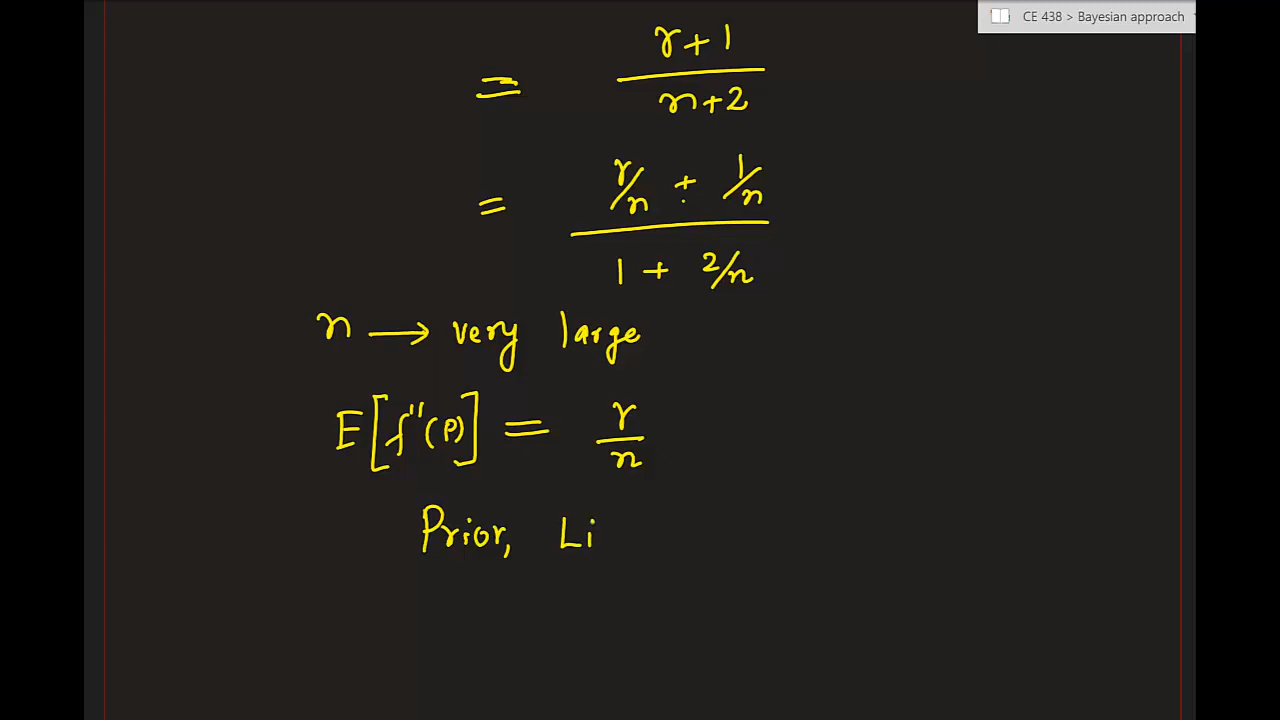 CE 438 > Bayesian approach
= r+1 / n+2
= r/n + 1/n / 1 + 2/n
n → very large
E[f''(P)] = r/n
Prior, Li